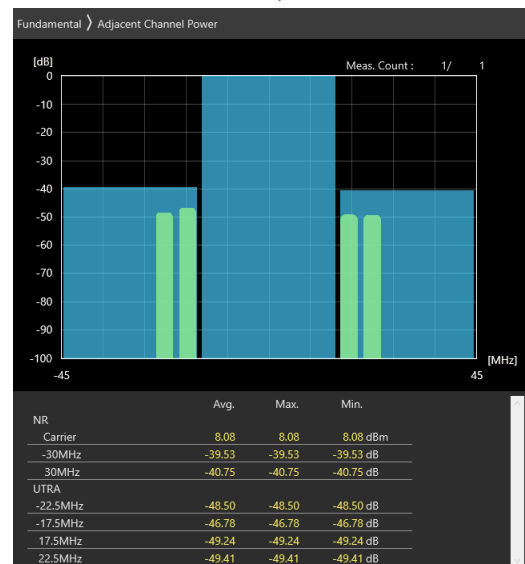 Fundamental 〉 Adjacent Channel Power
[dB]
Meas. Count : 1/ 1
0
-10
-20
-30
-40
-50
-60
-70
-80
-90
-100
[MHz]
-45 45
Avg. Max. Min.
NR
Carrier 8.08 8.08 8.08 dBm
-30MHz -39.53 -39.53 -39.53 dB
30MHz -40.75 -40.75 -40.75 dB
UTRA
-22.5MHz -48.50 -48.50 -48.50 dB
-17.5MHz -46.78 -46.78 -46.78 dB
17.5MHz -49.24 -49.24 -49.24 dB
22.5MHz -49.41 -49.41 -49.41 dB